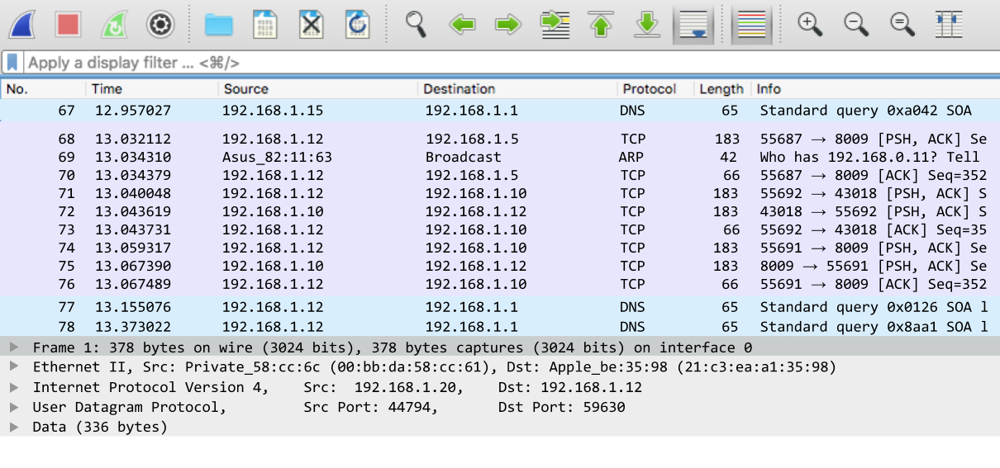 Apply a display filter ... <⌘/>
No. Time Source Destination Protocol Length Info
67 12.957027 192.168.1.15 192.168.1.1 DNS 65 Standard query 0xa042 SOA
68 13.032112 192.168.1.12 192.168.1.5 TCP 183 55687 → 8009 [PSH, ACK] Se
69 13.034310 Asus_82:11:63 Broadcast ARP 42 Who has 192.168.0.11? Tell
70 13.034379 192.168.1.12 192.168.1.5 TCP 66 55687 → 8009 [ACK] Seq=352
71 13.040048 192.168.1.12 192.168.1.10 TCP 183 55692 → 43018 [PSH, ACK] S
72 13.043619 192.168.1.10 192.168.1.12 TCP 183 43018 → 55692 [PSH, ACK] S
73 13.043731 192.168.1.12 192.168.1.10 TCP 66 55692 → 43018 [ACK] Seq=35
74 13.059317 192.168.1.12 192.168.1.10 TCP 183 55691 → 8009 [PSH, ACK] Se
75 13.067390 192.168.1.10 192.168.1.12 TCP 183 8009 → 55691 [PSH, ACK] Se
76 13.067489 192.168.1.12 192.168.1.10 TCP 66 55691 → 8009 [ACK] Seq=352
77 13.155076 192.168.1.12 192.168.1.1 DNS 65 Standard query 0x0126 SOA l
78 13.373022 192.168.1.12 192.168.1.1 DNS 65 Standard query 0x8aa1 SOA l
Frame 1: 378 bytes on wire (3024 bits), 378 bytes captures (3024 bits) on interface 0
Ethernet II, Src: Private_58:cc:6c (00:bb:da:58:cc:61), Dst: Apple_be:35:98 (21:c3:ea:a1:35:98)
Internet Protocol Version 4, Src: 192.168.1.20, Dst: 192.168.1.12
User Datagram Protocol, Src Port: 44794, Dst Port: 59630
Data (336 bytes)